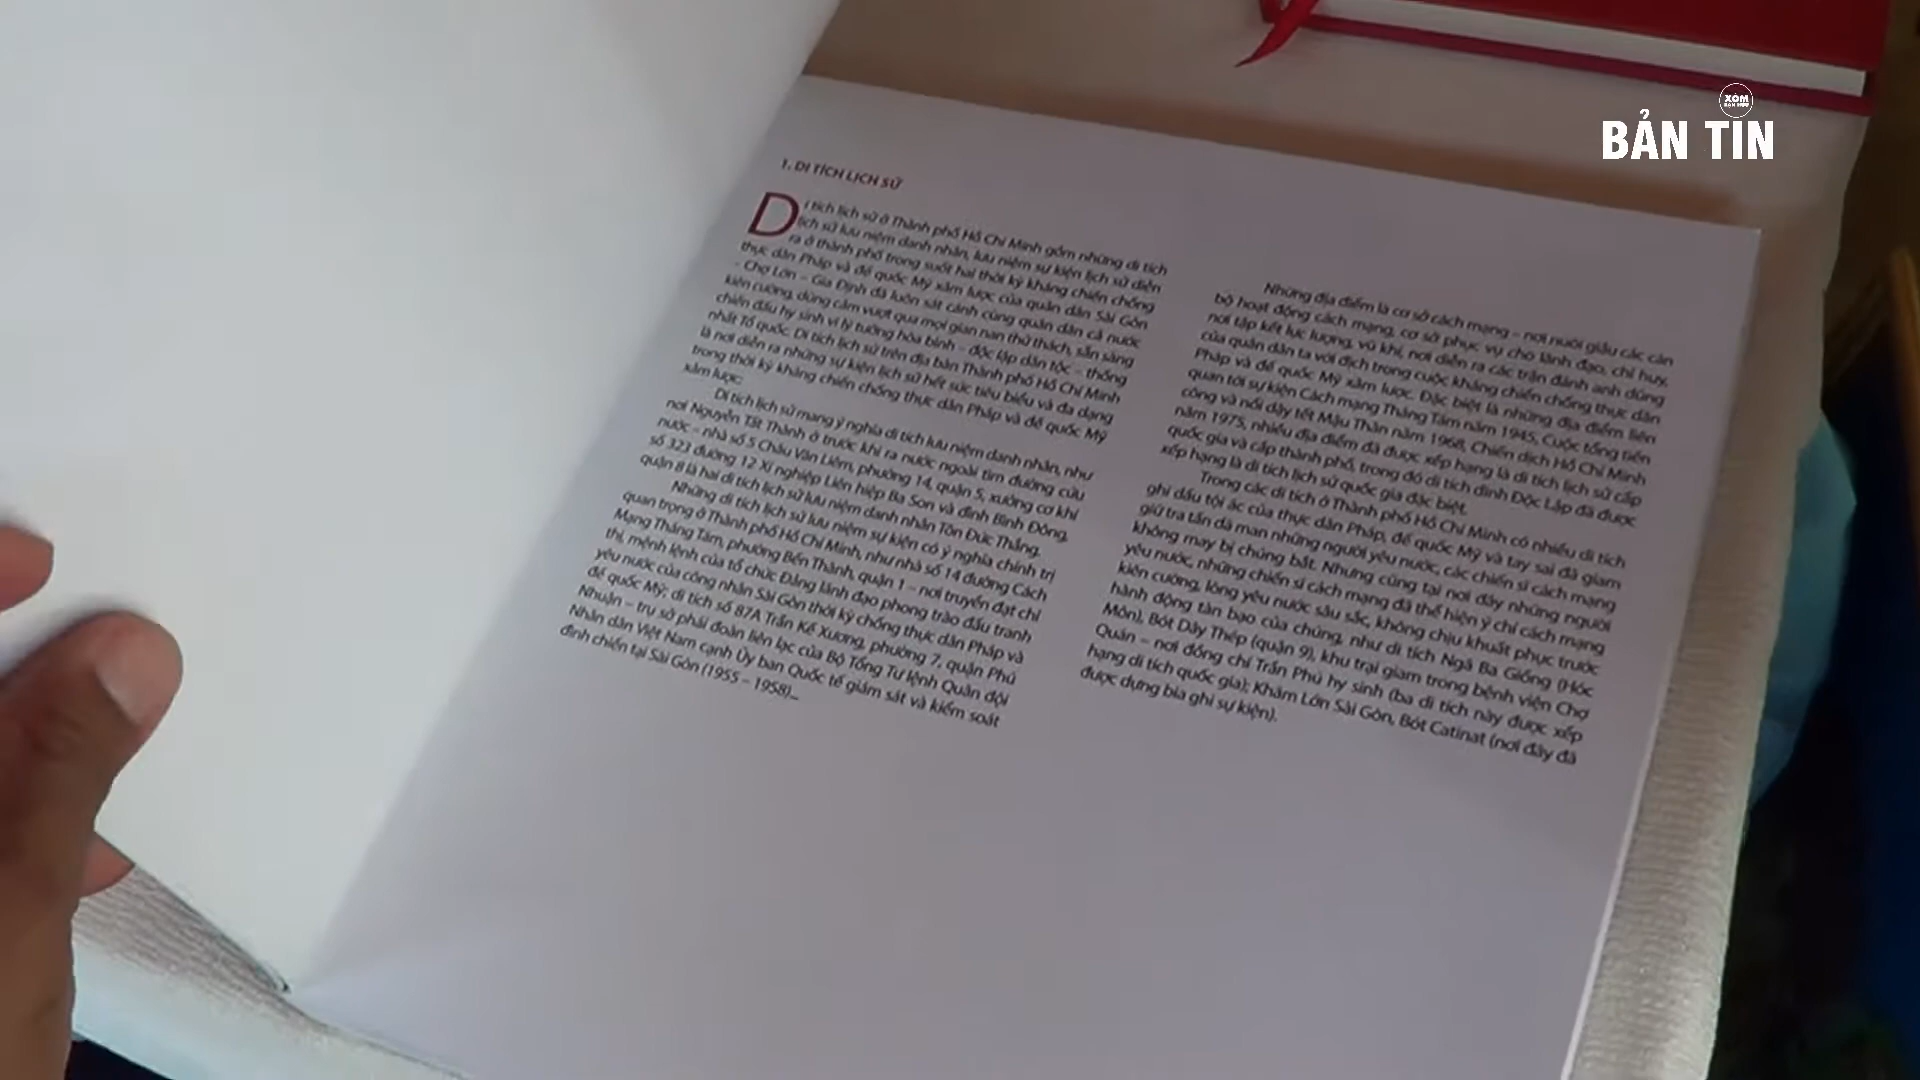 XÓM
BẢN TIN
1. DI TÍCH LỊCH SỬ
Di tích lịch sử ở Thành phố Hồ Chí Minh gồm những di tích
lịch sử lưu niệm danh nhân, lưu niệm sự kiện lịch sử diễn
ra ở thành phố trong suốt hai thời kỳ kháng chiến chống
thực dân Pháp và đế quốc Mỹ xâm lược của quân dân Sài Gòn
- Chợ Lớn – Gia Định đã luôn sát cánh cùng quân dân cả nước
kiên cường, dũng cảm vượt qua mọi gian nan thử thách, sẵn sàng
chiến đấu hy sinh vì lý tưởng hòa bình – độc lập dân tộc – thống
nhất Tổ quốc. Di tích lịch sử trên địa bàn Thành phố Hồ Chí Minh
là nơi diễn ra những sự kiện lịch sử hết sức tiêu biểu và đa dạng
trong thời kỳ kháng chiến chống thực dân Pháp và đế quốc Mỹ
xâm lược.
Di tích lịch sử mang ý nghĩa di tích lưu niệm danh nhân, như
nơi Nguyễn Tất Thành ở trước khi ra nước ngoài tìm đường cứu
nước – nhà số 5 Châu Văn Liêm, phường 14, quận 5, xưởng cơ khí
số 323 đường 12 Xí nghiệp Liên hiệp Ba Son và đình Bình Đông,
quận 8 là hai di tích lịch sử lưu niệm danh nhân Tôn Đức Thắng.
Những di tích lịch sử lưu niệm sự kiện có ý nghĩa chính trị
quan trọng ở Thành phố Hồ Chí Minh, như nhà số 14 đường Cách
Mạng Tháng Tám, phường Bến Thành, quận 1 – nơi truyền đạt chỉ
thị, mệnh lệnh của tổ chức Đảng lãnh đạo phong trào đấu tranh
yêu nước của công nhân Sài Gòn thời kỳ chống thực dân Pháp và
đế quốc Mỹ; di tích số 87A Trần Kế Xương, phường 7, quận Phú
Nhuận – trụ sở phái đoàn liên lạc của Bộ Tổng Tư lệnh Quân đội
Nhân dân Việt Nam cạnh Ủy ban Quốc tế giám sát và kiểm soát
đình chiến tại Sài Gòn (1955 – 1958)...
Những địa điểm là cơ sở cách mạng – nơi nuôi giấu các cán
bộ hoạt động cách mạng, cơ sở phục vụ cho lãnh đạo, chỉ huy,
nơi tập kết lực lượng, vũ khí, nơi diễn ra các trận đánh anh dũng
của quân dân ta với địch trong cuộc kháng chiến chống thực dân
Pháp và đế quốc Mỹ xâm lược. Đặc biệt là những địa điểm liên
quan tới sự kiện Cách mạng Tháng Tám năm 1945, Cuộc tổng tiến
công và nổi dậy tết Mậu Thân năm 1968, Chiến dịch Hồ Chí Minh
năm 1975, nhiều địa điểm đã được xếp hạng là di tích lịch sử cấp
quốc gia và cấp thành phố, trong đó di tích dinh Độc Lập đã được
xếp hạng là di tích lịch sử quốc gia đặc biệt.
Trong các di tích ở Thành phố Hồ Chí Minh có nhiều di tích
ghi dấu tội ác của thực dân Pháp, đế quốc Mỹ và tay sai đã giam
giữ tra tấn dã man những người yêu nước, các chiến sĩ cách mạng
không may bị chúng bắt. Nhưng cũng tại nơi đây những người
yêu nước, những chiến sĩ cách mạng đã thể hiện ý chí cách mạng
kiên cường, lòng yêu nước sâu sắc, không chịu khuất phục trước
hành động tàn bạo của chúng, như di tích Ngã Ba Giồng (Hóc
Môn), Bót Dây Thép (quận 9), khu trại giam trong bệnh viện Chợ
Quán – nơi đồng chí Trần Phú hy sinh (ba di tích này được xếp
hạng di tích quốc gia); Khám Lớn Sài Gòn, Bót Catinat (nơi đây đã
được dựng bia ghi sự kiện).